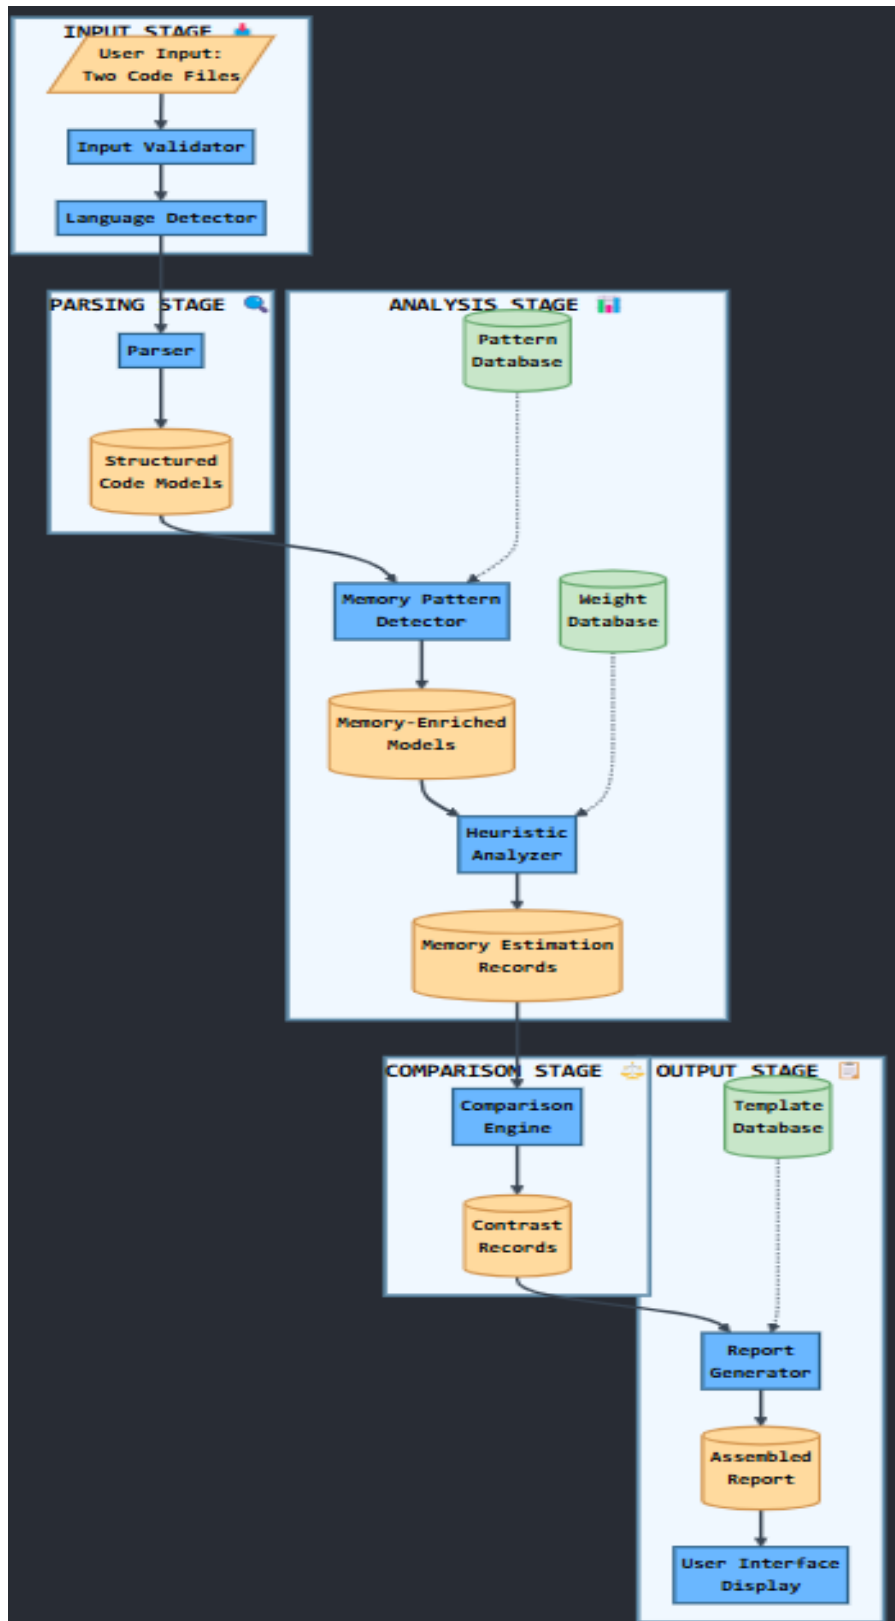 INPUT STAGE
User Input:
Two Code Files
Input Validator
Language Detector
PARSING STAGE
Parser
Structured
Code Models
ANALYSIS STAGE
Pattern
Database
Memory Pattern
Detector
Weight
Database
Memory-Enriched
Models
Heuristic
Analyzer
Memory Estimation
Records
COMPARISON STAGE
Comparison
Engine
Contrast
Records
OUTPUT STAGE
Template
Database
Report
Generator
Assembled
Report
User Interface
Display